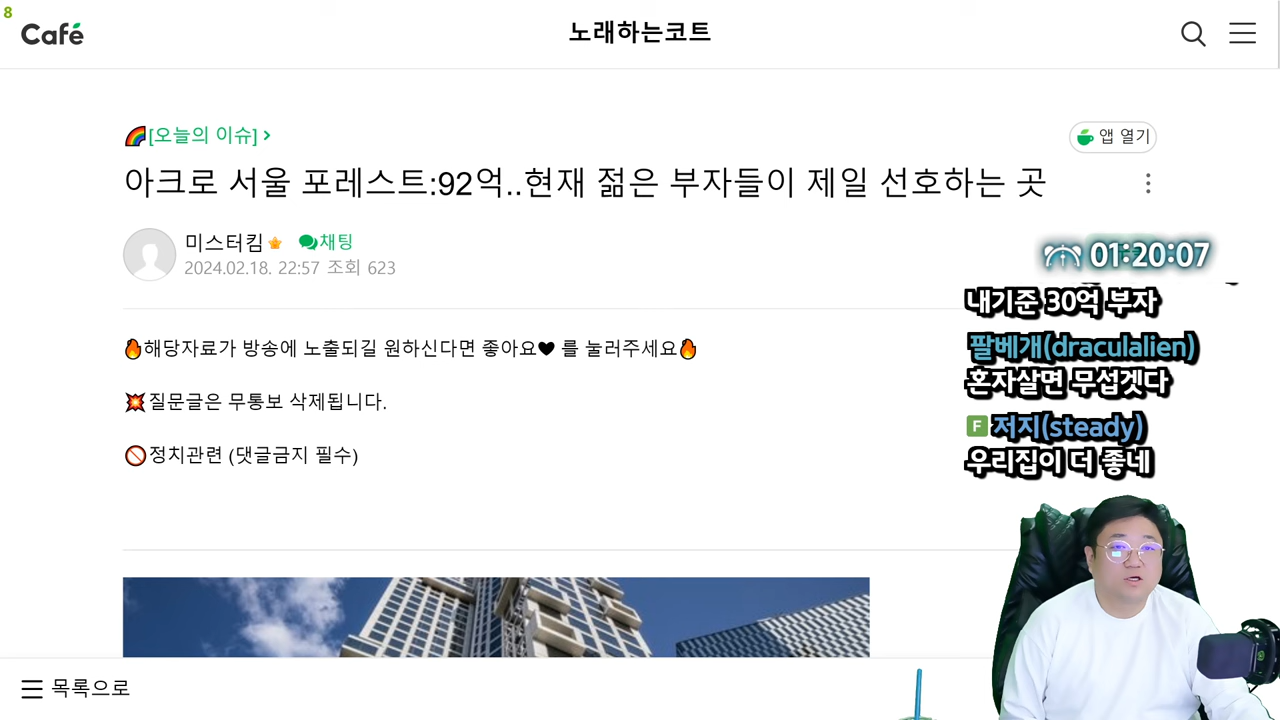 8
Café
노래하는코트
🌈[오늘의 이슈] >
앱 열기
아크로 서울 포레스트:92억..현재 젊은 부자들이 제일 선호하는 곳
미스터킴 채팅
2024.02.18. 22:57 조회 623
01:20:07
내기준 30억 부자
팔베개(draculalien)
혼자살면 무섭겟다
F 저지(steady)
우리집이 더 좋네
🔥해당자료가 방송에 노출되길 원하신다면 좋아요🖤 를 눌러주세요🔥
💥질문글은 무통보 삭제됩니다.
🚫정치관련 (댓글금지 필수)
목록으로